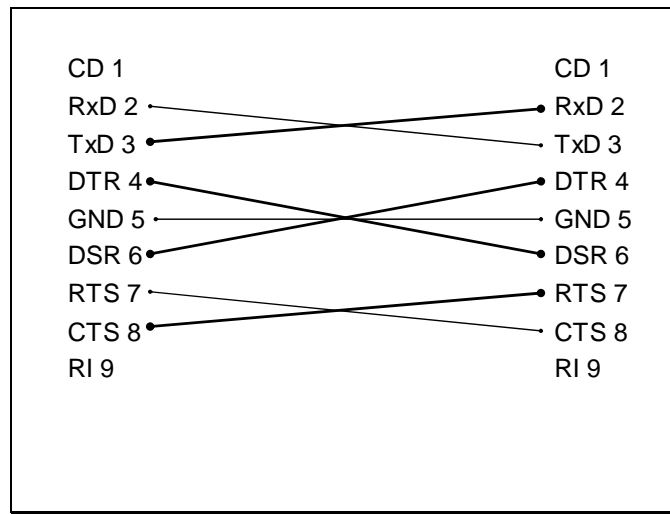 CD 1 CD 1
RxD 2 RxD 2
TxD 3 TxD 3
DTR 4 DTR 4
GND 5 GND 5
DSR 6 DSR 6
RTS 7 RTS 7
CTS 8 CTS 8
RI 9 RI 9